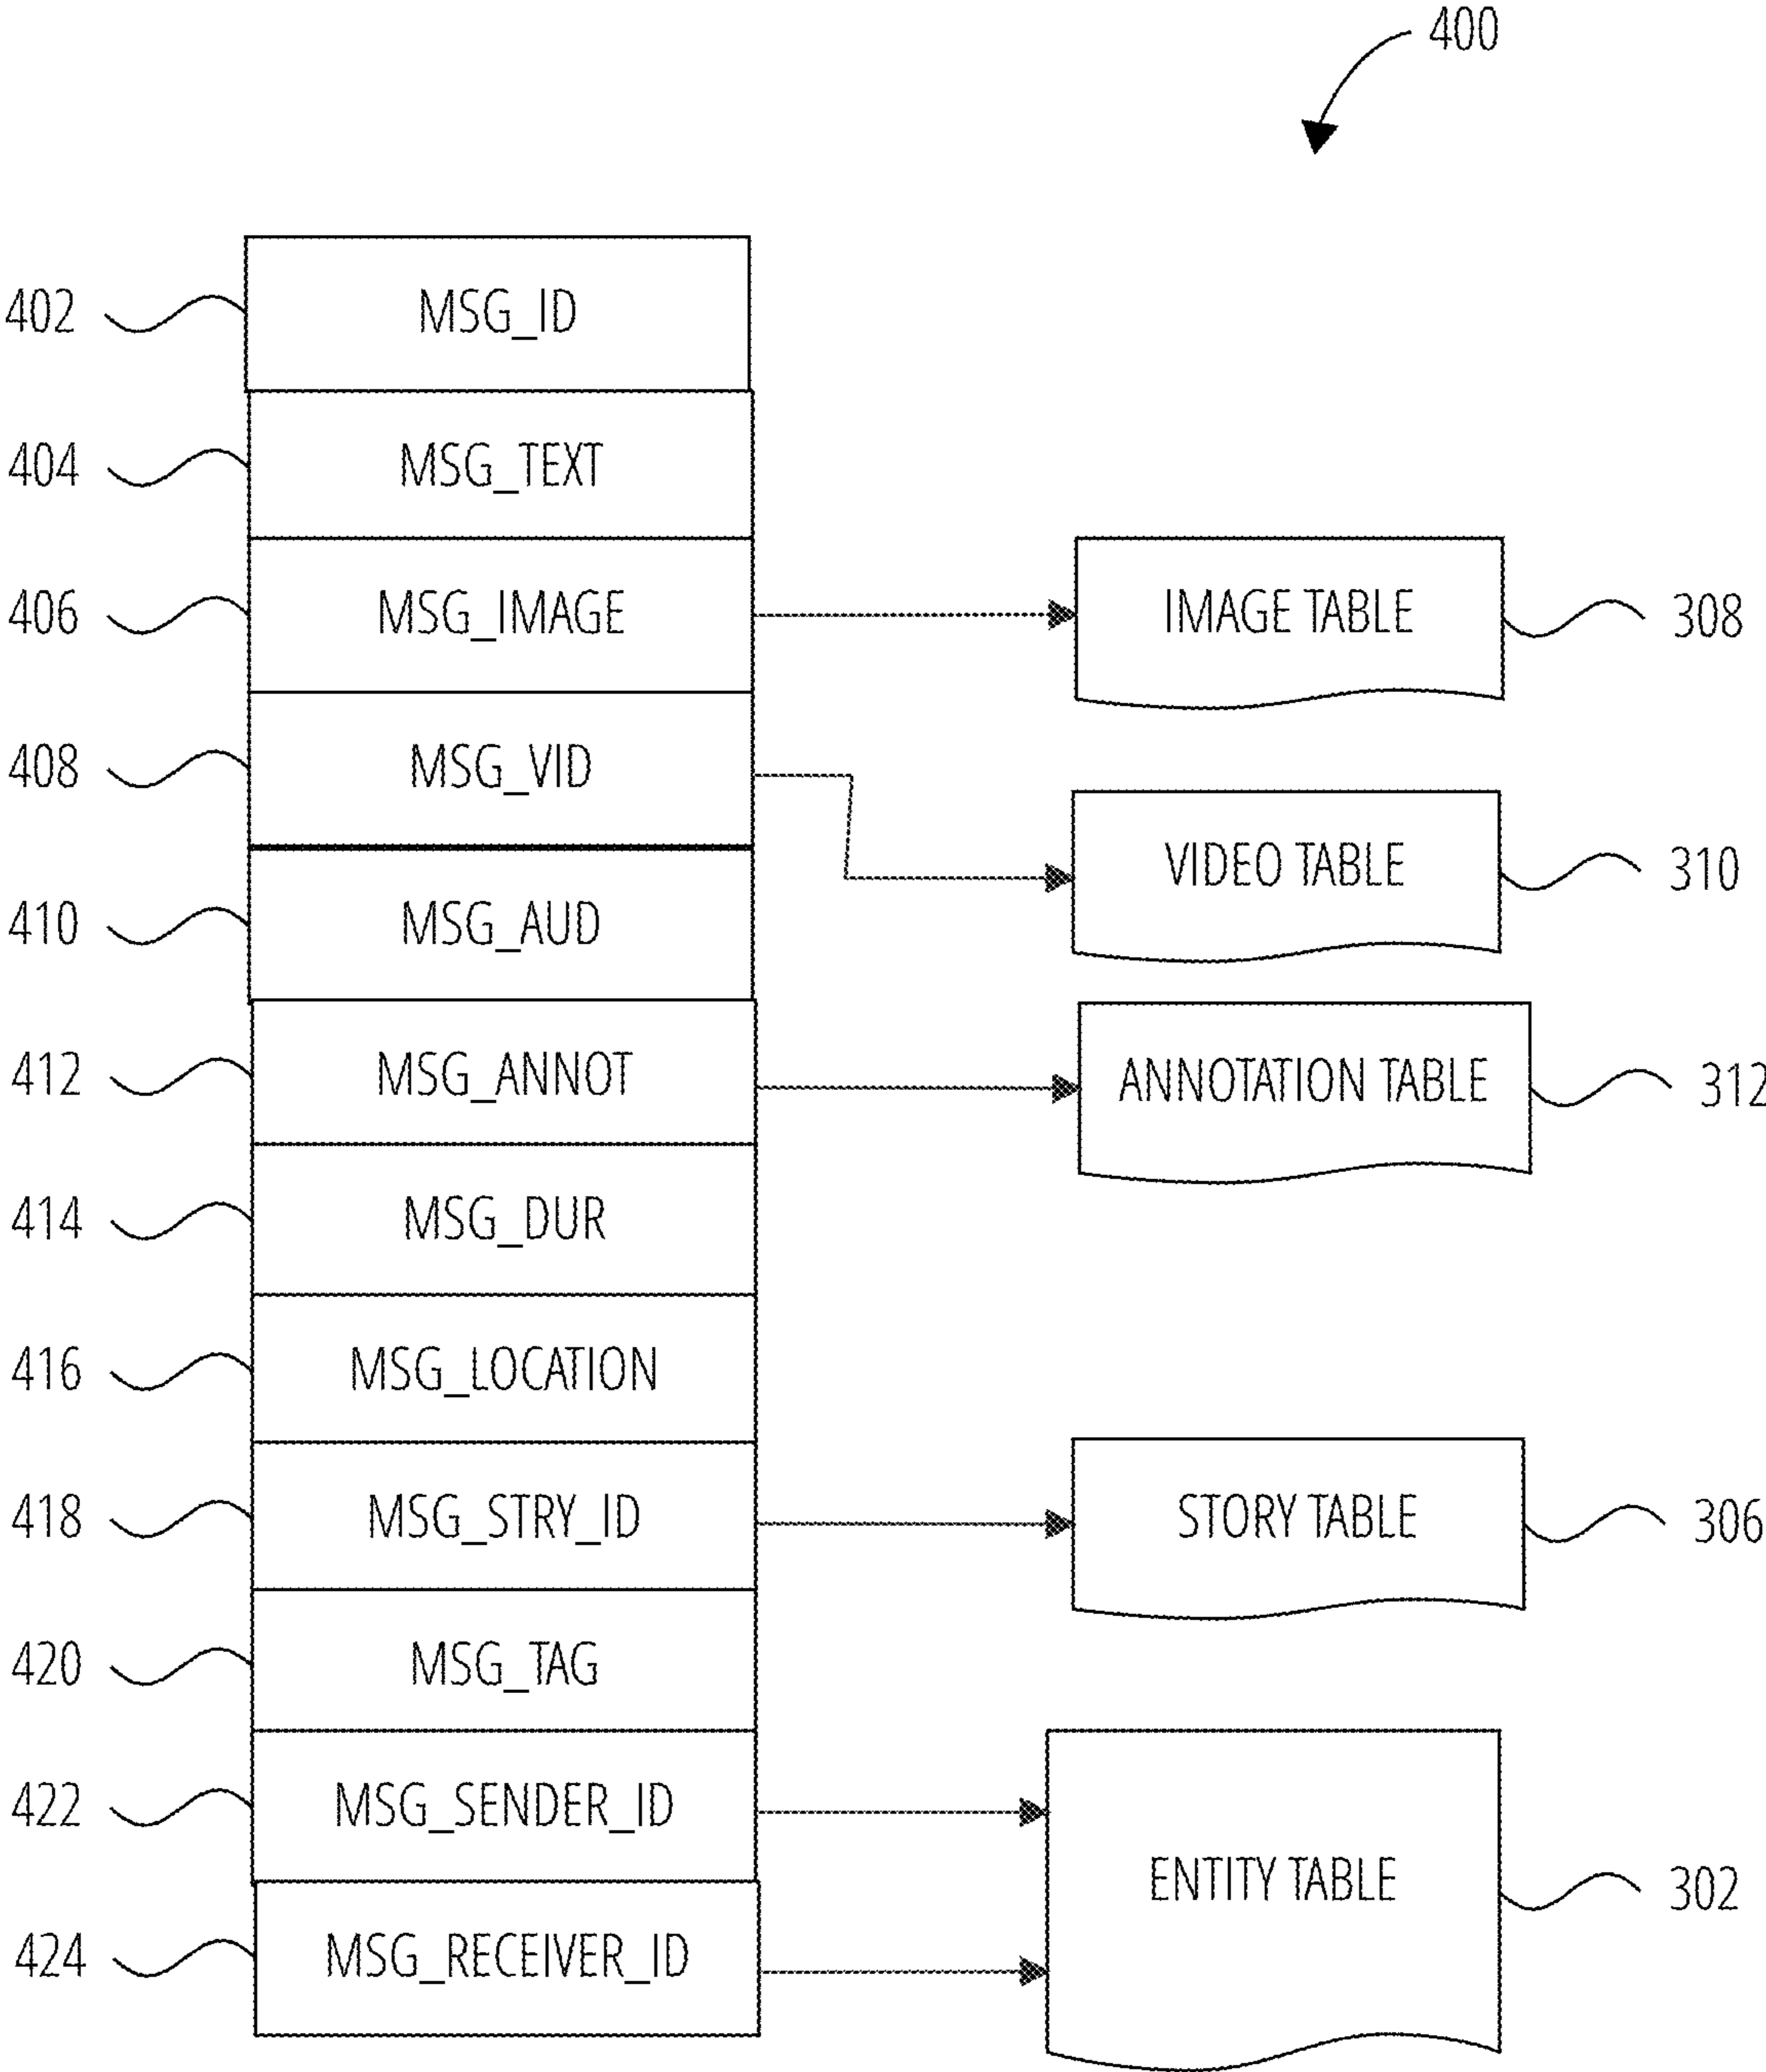 400
402 MSG_ID
404 MSG_TEXT
406 MSG_IMAGE IMAGE TABLE 308
408 MSG_VID VIDEO TABLE 310
410 MSG_AUD
412 MSG_ANNOT ANNOTATION TABLE 312
414 MSG_DUR
416 MSG_LOCATION
418 MSG_STRY_ID STORY TABLE 306
420 MSG_TAG
422 MSG_SENDER_ID
ENTITY TABLE 302
424 MSG_RECEIVER_ID